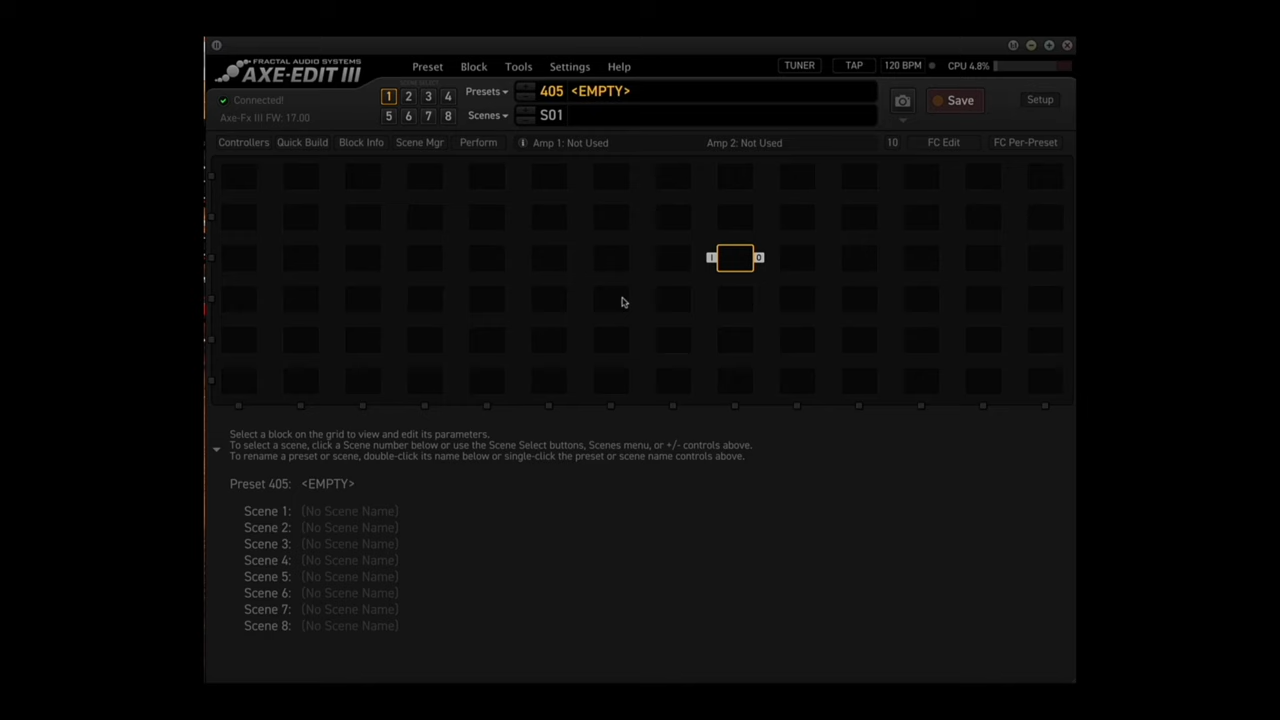 FRACTAL AUDIO SYSTEMS
AXE-EDIT III
Preset Block Tools Settings Help
TUNER TAP 120 BPM CPU 4.8%
SCENE SELECT
1 2 3 4
5 6 7 8
Presets 405 <EMPTY>
Scenes S01
Connected!
Axe-Fx III FW: 17.00
Save Setup
Controllers Quick Build Block Info Scene Mgr Perform Amp 1: Not Used Amp 2: Not Used 10 FC Edit FC Per-Preset
I O
Select a block on the grid to view and edit its parameters.
To select a scene, click a Scene number below or use the Scene Select buttons, Scenes menu, or +/- controls above.
To rename a preset or scene, double-click its name below or single-click the preset or scene name controls above.
Preset 405: <EMPTY>
Scene 1: (No Scene Name)
Scene 2: (No Scene Name)
Scene 3: (No Scene Name)
Scene 4: (No Scene Name)
Scene 5: (No Scene Name)
Scene 6: (No Scene Name)
Scene 7: (No Scene Name)
Scene 8: (No Scene Name)